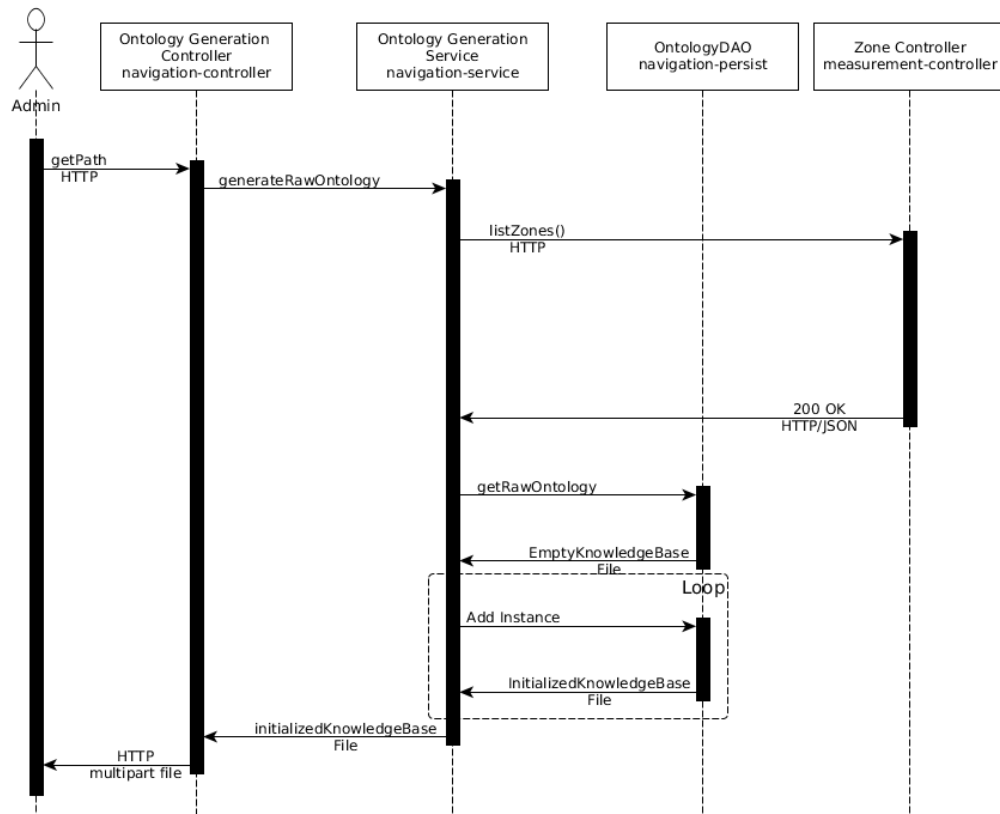 Admin
Ontology Generation
Controller
navigation-controller
Ontology Generation
Service
navigation-service
OntologyDAO
navigation-persist
Zone Controller
measurement-controller
getPath
HTTP
generateRawOntology
listZones()
HTTP
200 OK
HTTP/JSON
getRawOntology
EmptyKnowledgeBase
File
Loop
Add Instance
InitializedKnowledgeBase
File
initializedKnowledgeBase
File
HTTP
multipart file